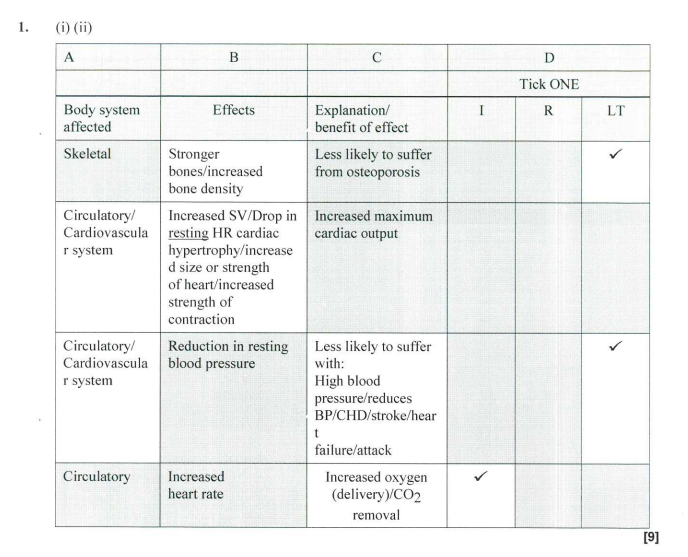 1. (i) (ii)
A B C D
Tick ONE
Body system Effects Explanation/ I R LT
affected benefit of effect
Skeletal Stronger Less likely to suffer ✓
bones/increased from osteoporosis
bone density
Circulatory/ Increased SV/Drop in Increased maximum
Cardiovascula resting HR cardiac cardiac output
r system hypertrophy/increase
d size or strength
of heart/increased
strength of
contraction
Circulatory/ Reduction in resting Less likely to suffer ✓
Cardiovascula blood pressure with:
r system High blood
pressure/reduces
BP/CHD/stroke/hear
t
failure/attack
Circulatory Increased Increased oxygen ✓
heart rate (delivery)/CO2
removal
[9]